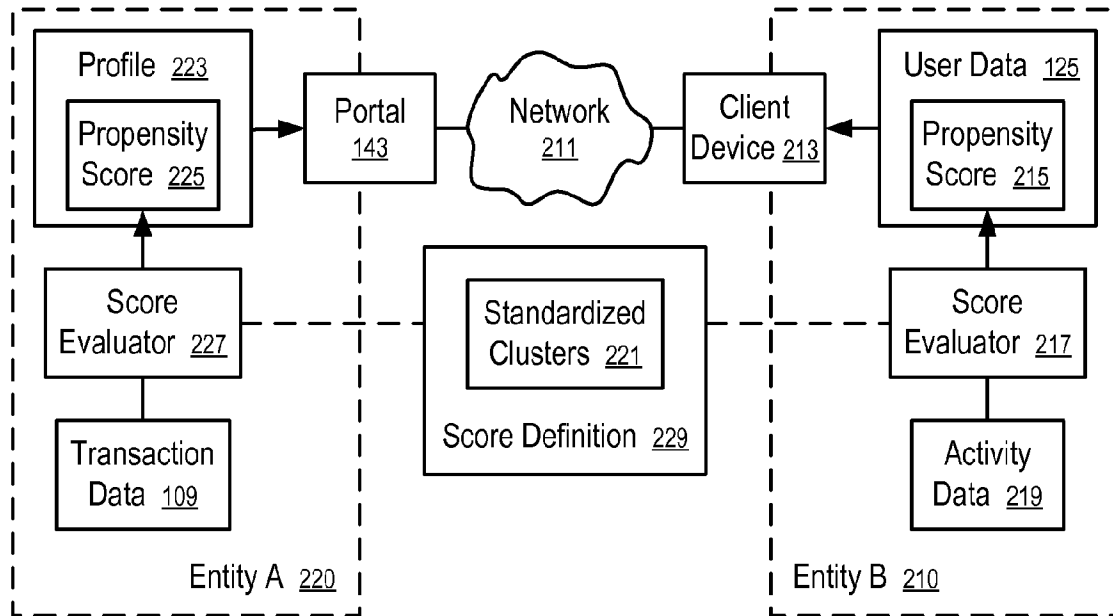 Profile 223
Propensity
Score 225
Portal
143
Network
211
Client
Device 213
User Data 125
Propensity
Score 215
Score
Evaluator 227
Standardized
Clusters 221
Score Definition 229
Score
Evaluator 217
Transaction
Data 109
Activity
Data 219
Entity A 220
Entity B 210